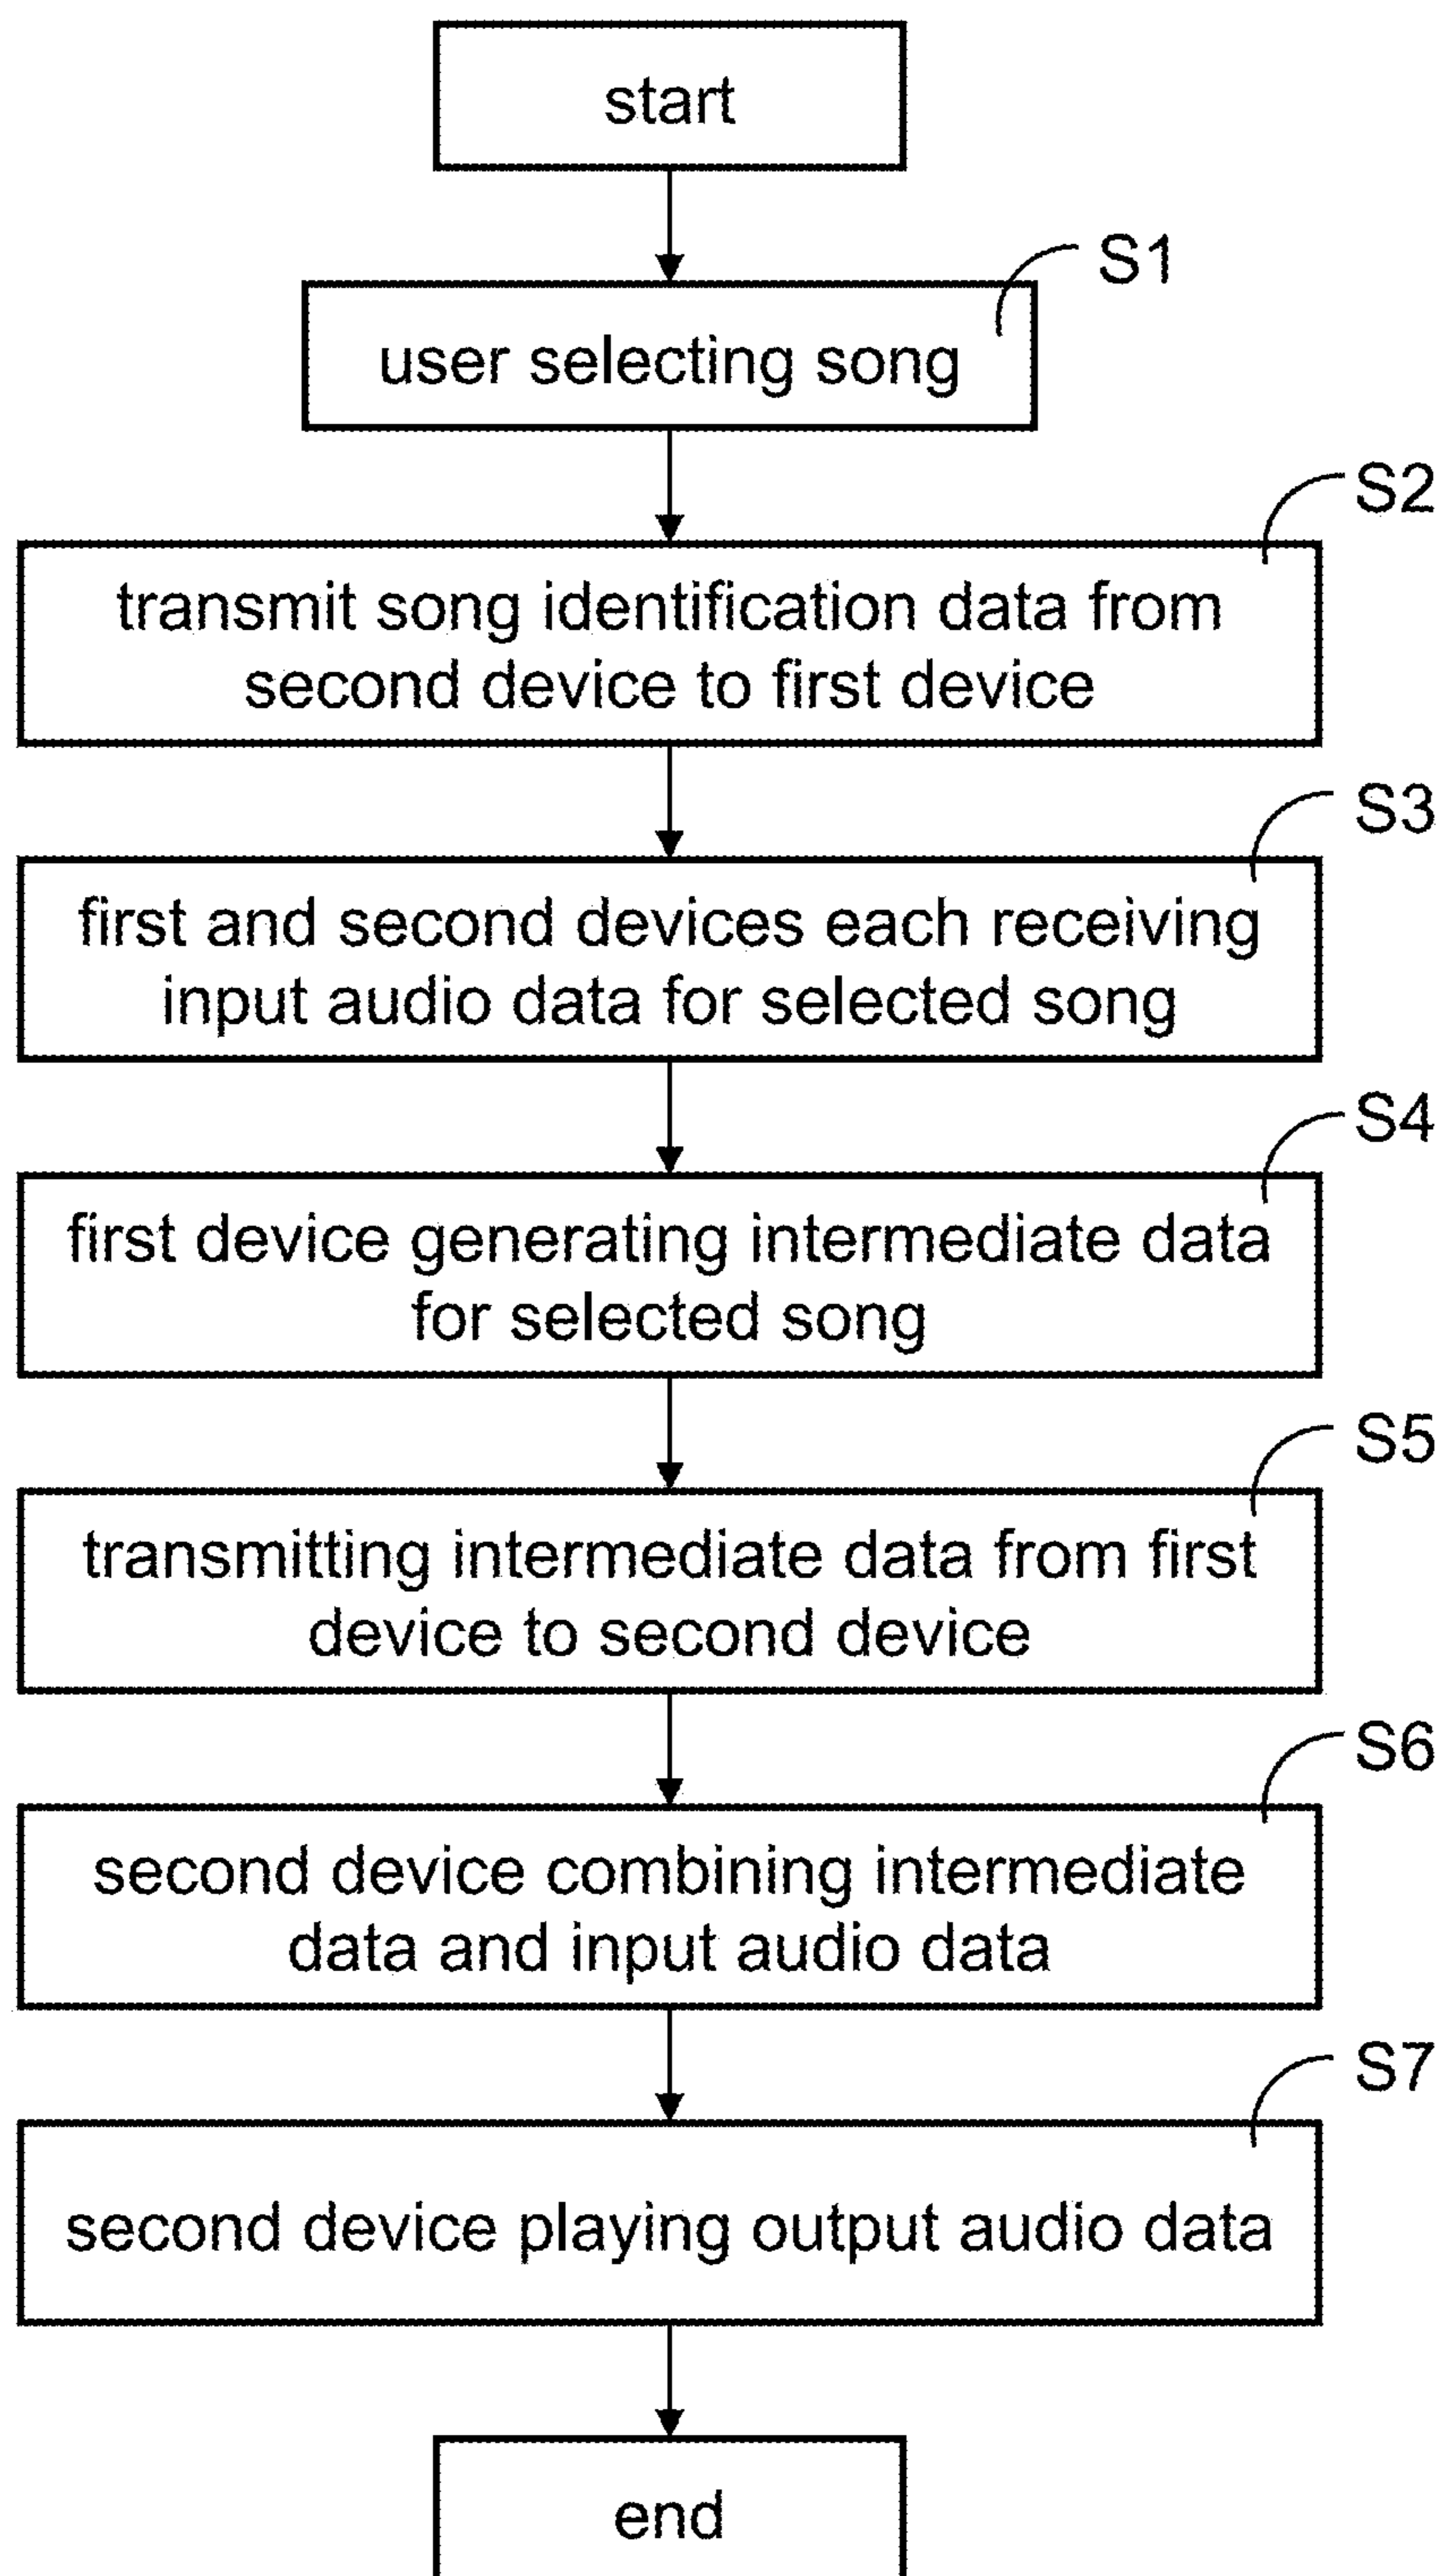 start
S1
user selecting song
S2
transmit song identification data from
second device to first device
S3
first and second devices each receiving
input audio data for selected song
S4
first device generating intermediate data
for selected song
S5
transmitting intermediate data from first
device to second device
S6
second device combining intermediate
data and input audio data
S7
second device playing output audio data
end